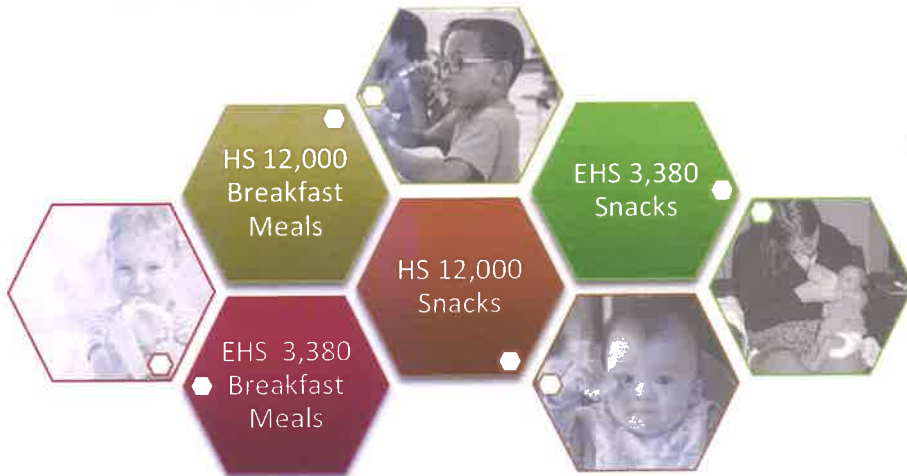 HS 12,000
Breakfast
Meals
EHS 3,380
Snacks
HS 12,000
Snacks
EHS 3,380
Breakfast
Meals